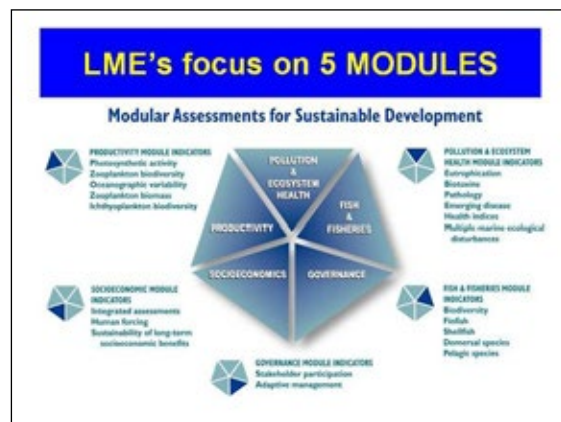 LME's focus on 5 MODULES
Modular Assessments for Sustainable Development
PRODUCTIVITY MODULE INDICATORS
Photosynthetic activity
Zooplankton biodiversity
Oceanographic variability
Zooplankton biomass
Ichthyoplankton biodiversity
POLLUTION
&
ECOSYSTEM
HEALTH
FISH
&
FISHERIES
PRODUCTIVITY
SOCIOECONOMICS
GOVERNANCE
POLLUTION & ECOSYSTEM
HEALTH MODULE INDICATORS
Eutrophication
Biotoxins
Pathology
Emerging disease
Health indices
Multiple marine ecological
disturbances
SOCIOECONOMIC MODULE
INDICATORS
Integrated assessments
Human forcing
Sustainability of long-term
socioeconomic benefits
FISH & FISHERIES MODULE
INDICATORS
Biodiversity
Finfish
Shellfish
Demersal species
Pelagic species
GOVERNANCE MODULE INDICATORS
Stakeholder participation
Adaptive management